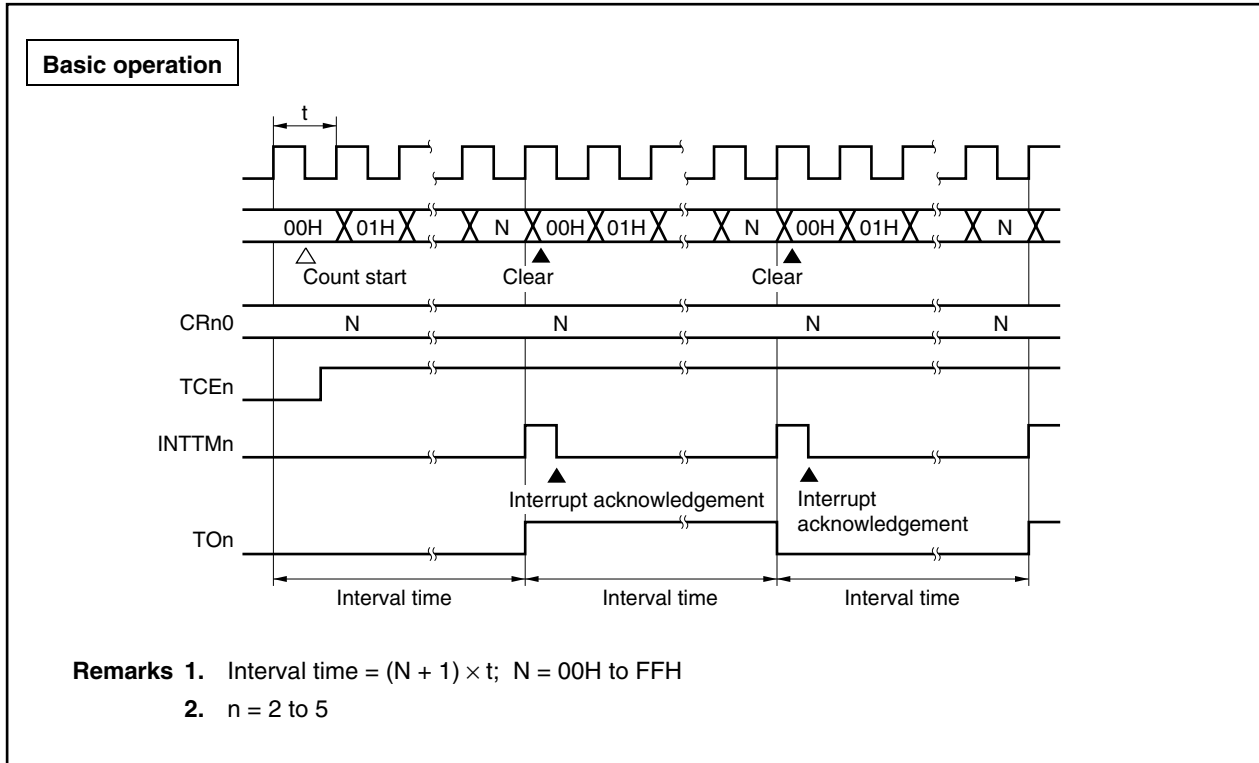 Basic operation
t
00H 01H N 00H 01H N 00H 01H N
Count start Clear Clear
CRn0 N N N N
TCEn
INTTMn
Interrupt acknowledgement Interrupt
acknowledgement
TOn
Interval time Interval time Interval time
Remarks 1. Interval time = (N + 1) × t; N = 00H to FFH
2. n = 2 to 5